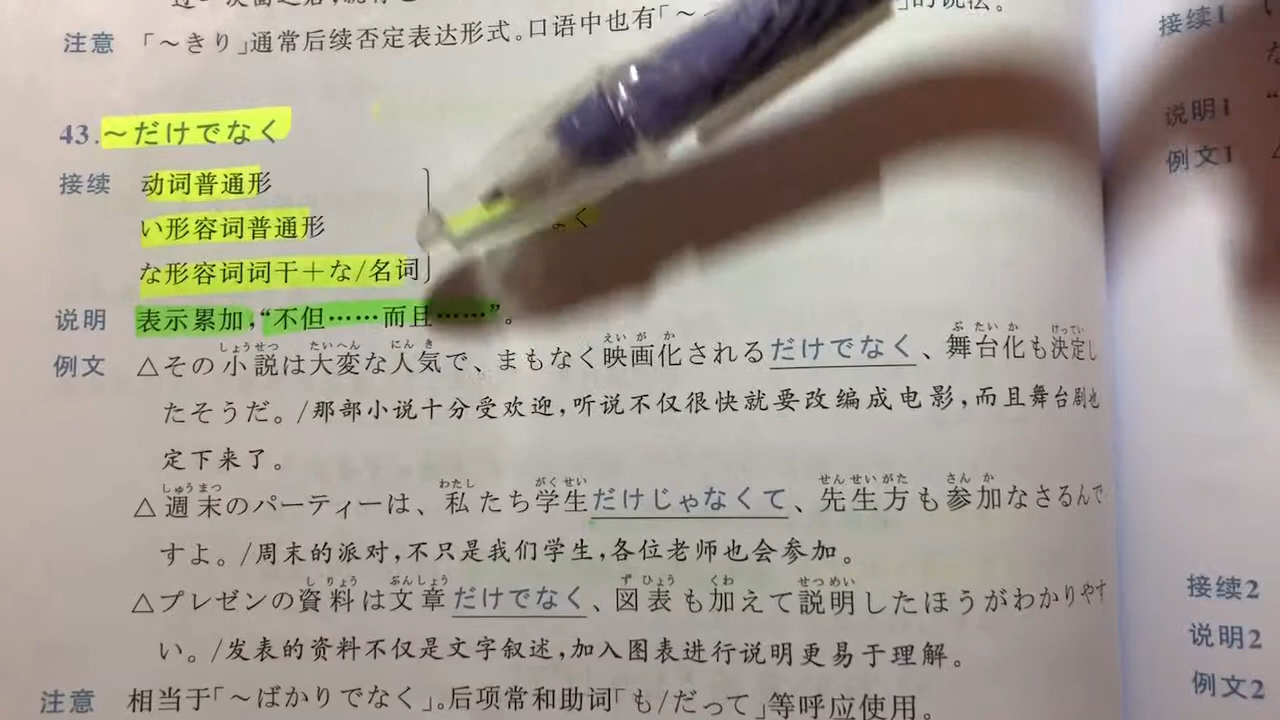 注意 「～きり」通常后续否定表达形式。口语中也有「～
43.～だけでなく
接续 动词普通形
い形容词普通形
な形容词词干＋な/名词
说明 表示累加，“不但……而且……”。
例文 △その小説は大変な人気で、まもなく映画化されるだけでなく、舞台化も決定し
たそうだ。/那部小说十分受欢迎，听说不仅很快就要改编成电影，而且舞台剧也
定下来了。
△週末のパーティーは、私たち学生だけじゃなくて、先生方も参加なさるんで
すよ。/周末的派对，不只是我们学生，各位老师也会参加。
△プレゼンの資料は文章だけでなく、図表も加えて説明したほうがわかりやす
い。/发表的资料不仅是文字叙述，加入图表进行说明更易于理解。
注意 相当于「～ばかりでなく」。后项常和助词「も/だって」等呼应使用。
接续1
说明1
例文1
接续2
说明2
例文2